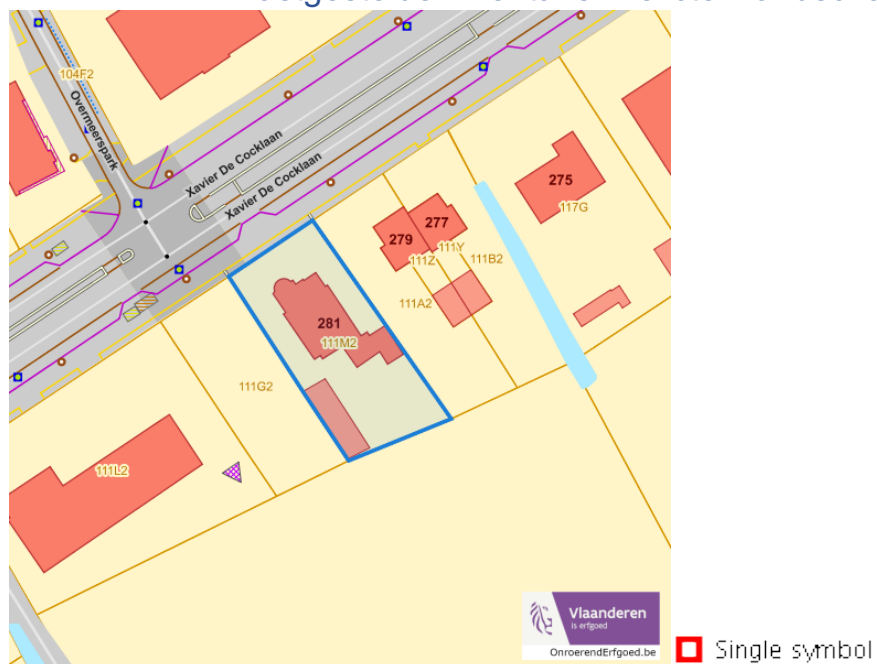 104F2
Overmeerspark
Xavier De Cocklaan
Xavier De Cocklaan
275
117G
277
279
111Y
111Z
111B2
111A2
281
111M2
111G2
111L2
Vlaanderen
is erfgoed
OnroerendErfgoed.be
Single symbol